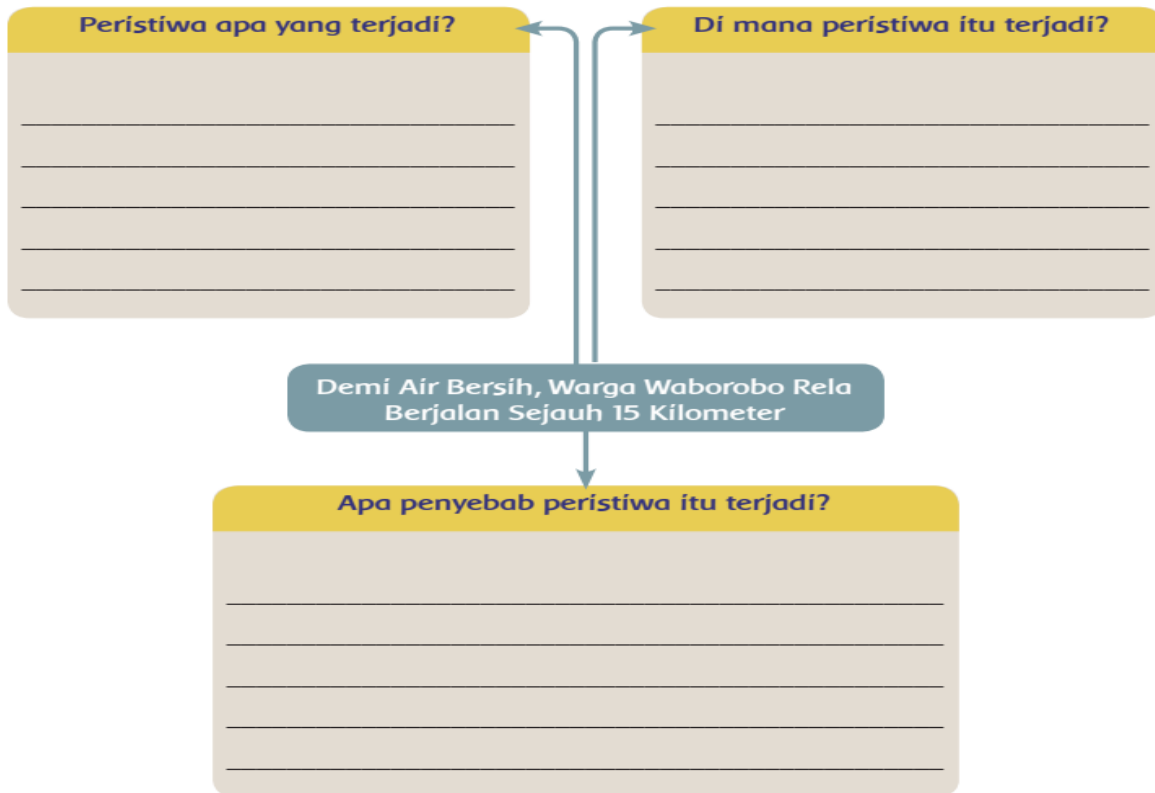 Peristiwa apa yang terjadi?
Di mana peristiwa itu terjadi?
Demi Air Bersih, Warga Waborobo Rela
Berjalan Sejauh 15 Kilometer
Apa penyebab peristiwa itu terjadi?